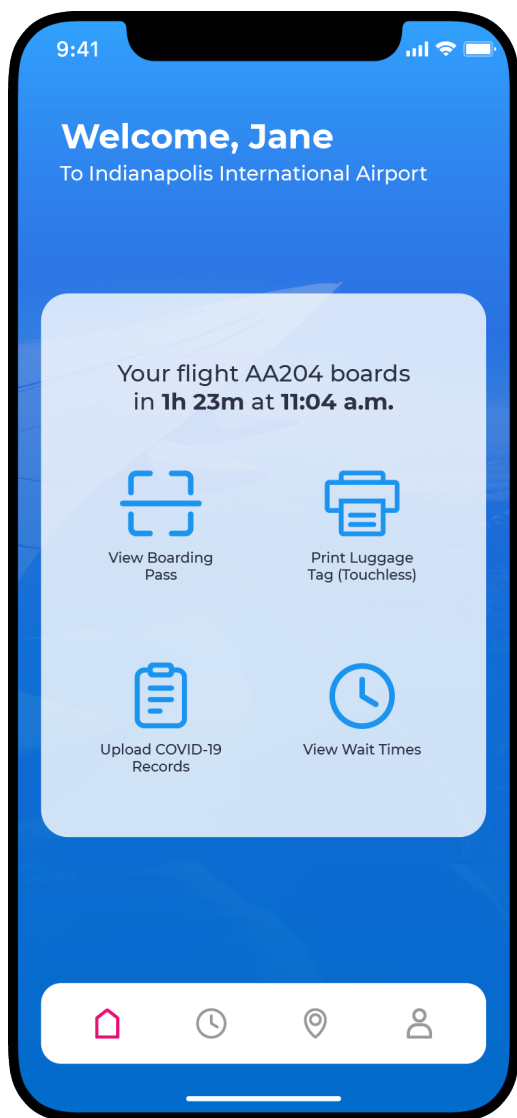 9:41
Welcome, Jane
To Indianapolis International Airport
Your flight AA204 boards
in 1h 23m at 11:04 a.m.
View Boarding
Pass
Print Luggage
Tag (Touchless)
Upload COVID-19
Records
View Wait Times